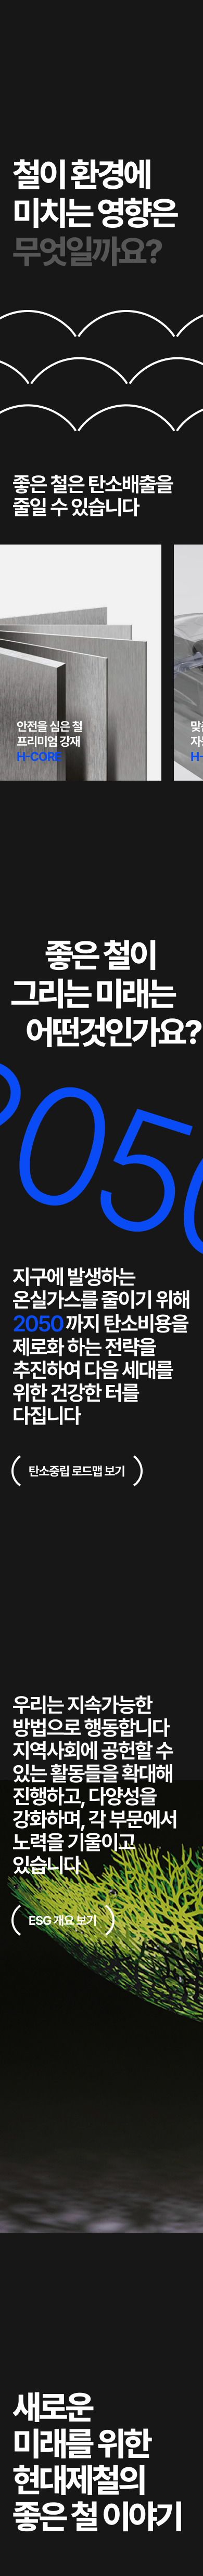 철이 환경에
미치는 영향은
무엇일까요?
좋은 철은 탄소배출을
줄일 수 있습니다
안전을 심은 철
프리미엄 강재
H-CORE
좋은 철이
그리는 미래는
어떤것인가요?
2050
지구에 발생하는
온실가스를 줄이기 위해
2050까지 탄소비용을
제로화 하는 전략을
추진하여 다음 세대를
위한 건강한 터를
다집니다
탄소중립 로드맵 보기
우리는 지속가능한
방법으로 행동합니다
지역사회에 공헌할 수
있는 활동들을 확대해
진행하고, 다양성을
강화하며, 각 부문에서
노력을 기울이고
있습니다
ESG 개요 보기
새로운
미래를 위한
현대제철의
좋은 철 이야기